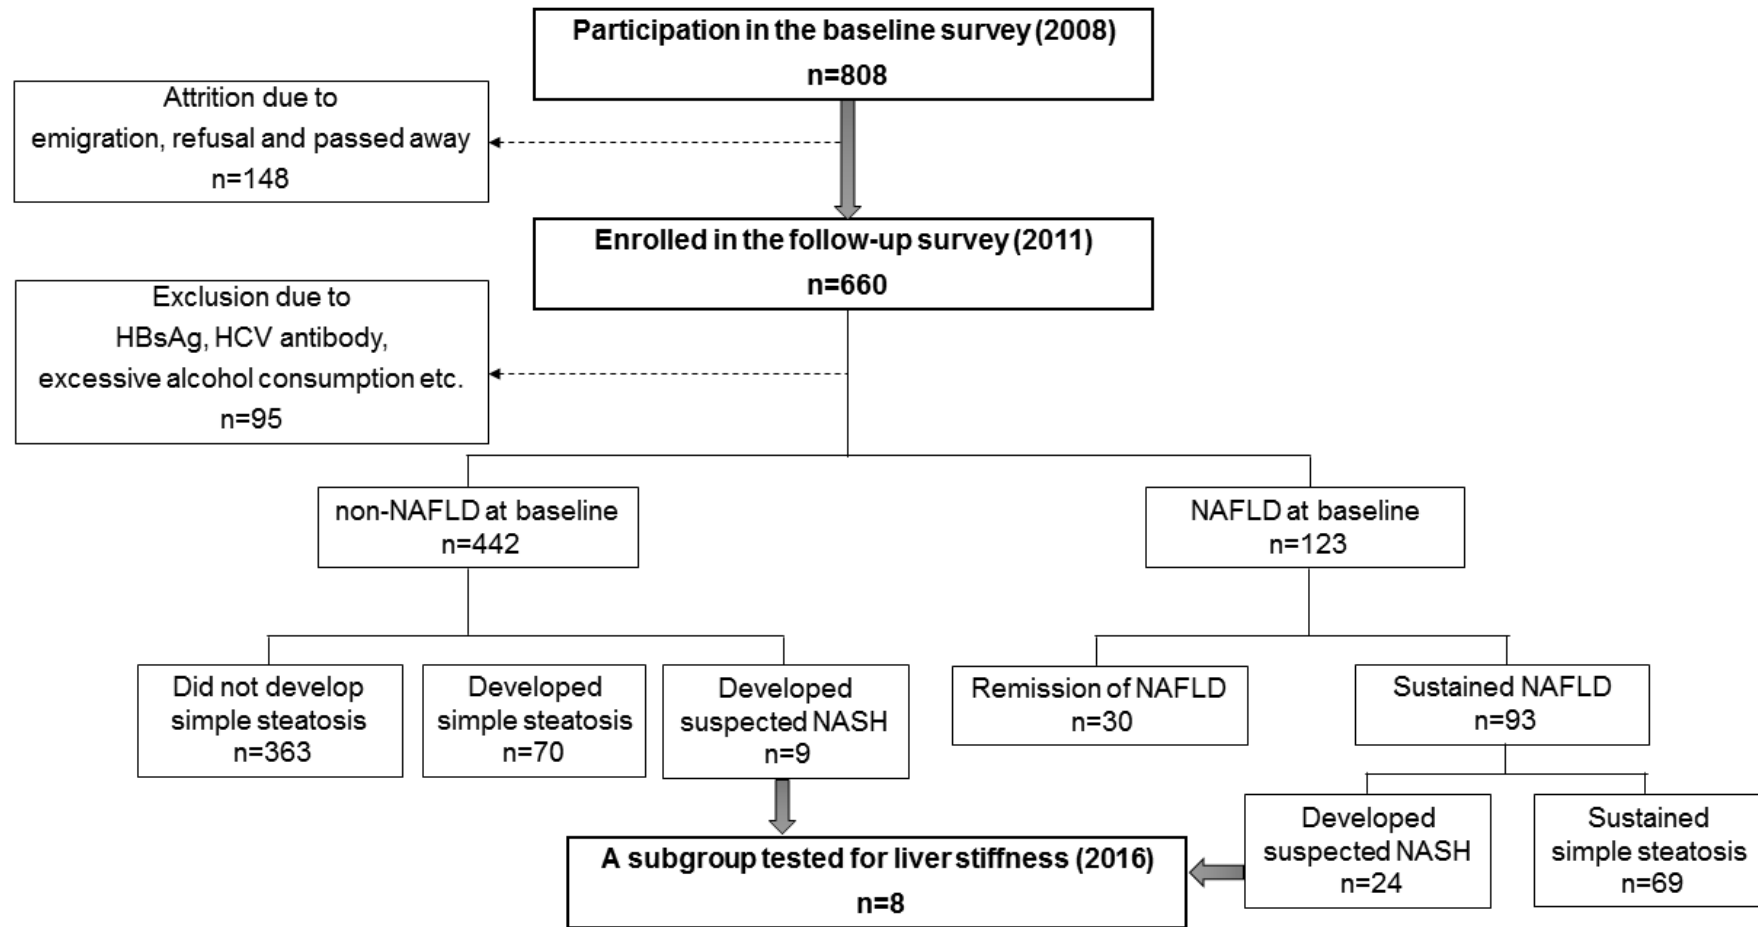 Participation in the baseline survey (2008)
n=808
Attrition due to
emigration, refusal and passed away
n=148
Enrolled in the follow-up survey (2011)
n=660
Exclusion due to
HBsAg, HCV antibody,
excessive alcohol consumption etc.
n=95
non-NAFLD at baseline
n=442
NAFLD at baseline
n=123
Did not develop
simple steatosis
n=363
Developed
simple steatosis
n=70
Developed
suspected NASH
n=9
Remission of NAFLD
n=30
Sustained NAFLD
n=93
Developed
suspected NASH
n=24
Sustained
simple steatosis
n=69
A subgroup tested for liver stiffness (2016)
n=8